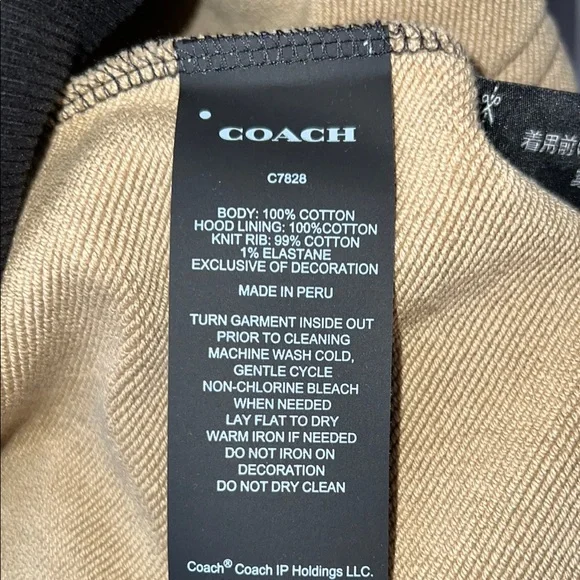 COACH
C7828
BODY: 100% COTTON
HOOD LINING: 100%COTTON
KNIT RIB: 99% COTTON
1% ELASTANE
EXCLUSIVE OF DECORATION
MADE IN PERU
TURN GARMENT INSIDE OUT
PRIOR TO CLEANING
MACHINE WASH COLD,
GENTLE CYCLE
NON-CHLORINE BLEACH
WHEN NEEDED
LAY FLAT TO DRY
WARM IRON IF NEEDED
DO NOT IRON ON
DECORATION
DO NOT DRY CLEAN
Coach® Coach IP Holdings LLC.
着用前